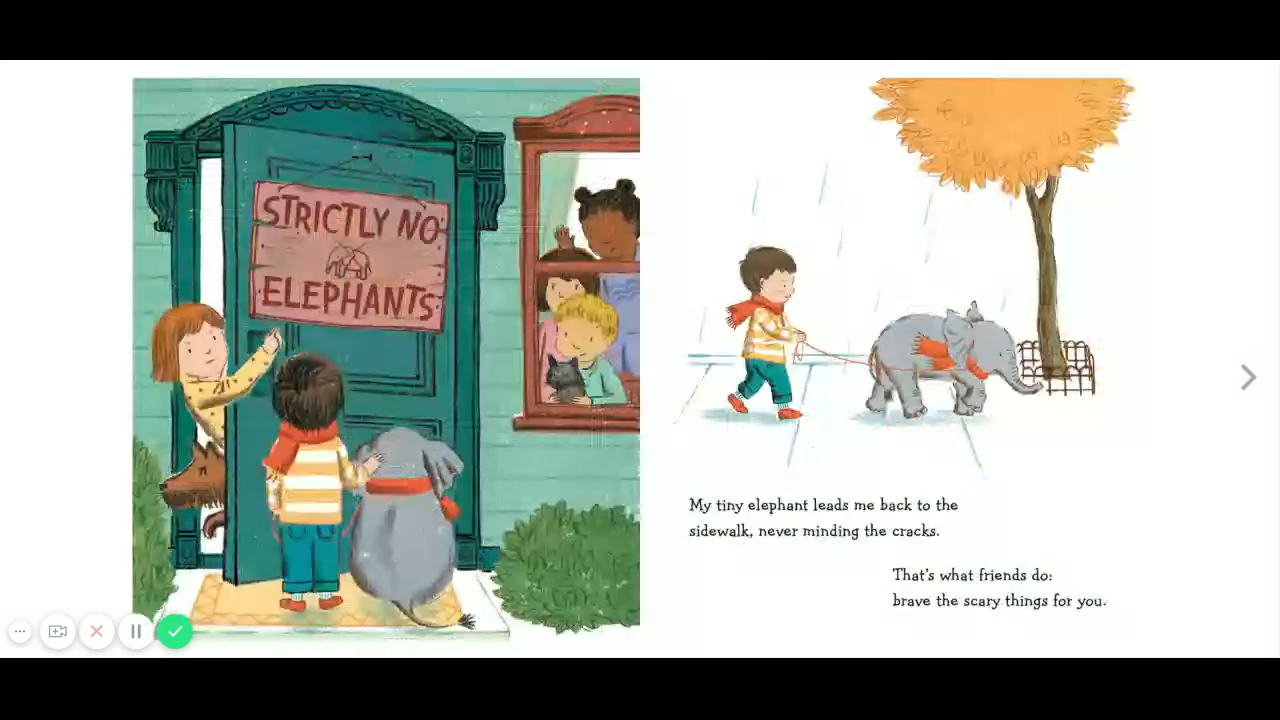 STRICTLY NO
ELEPHANTS
My tiny elephant leads me back to the
sidewalk, never minding the cracks.
That's what friends do:
brave the scary things for you.